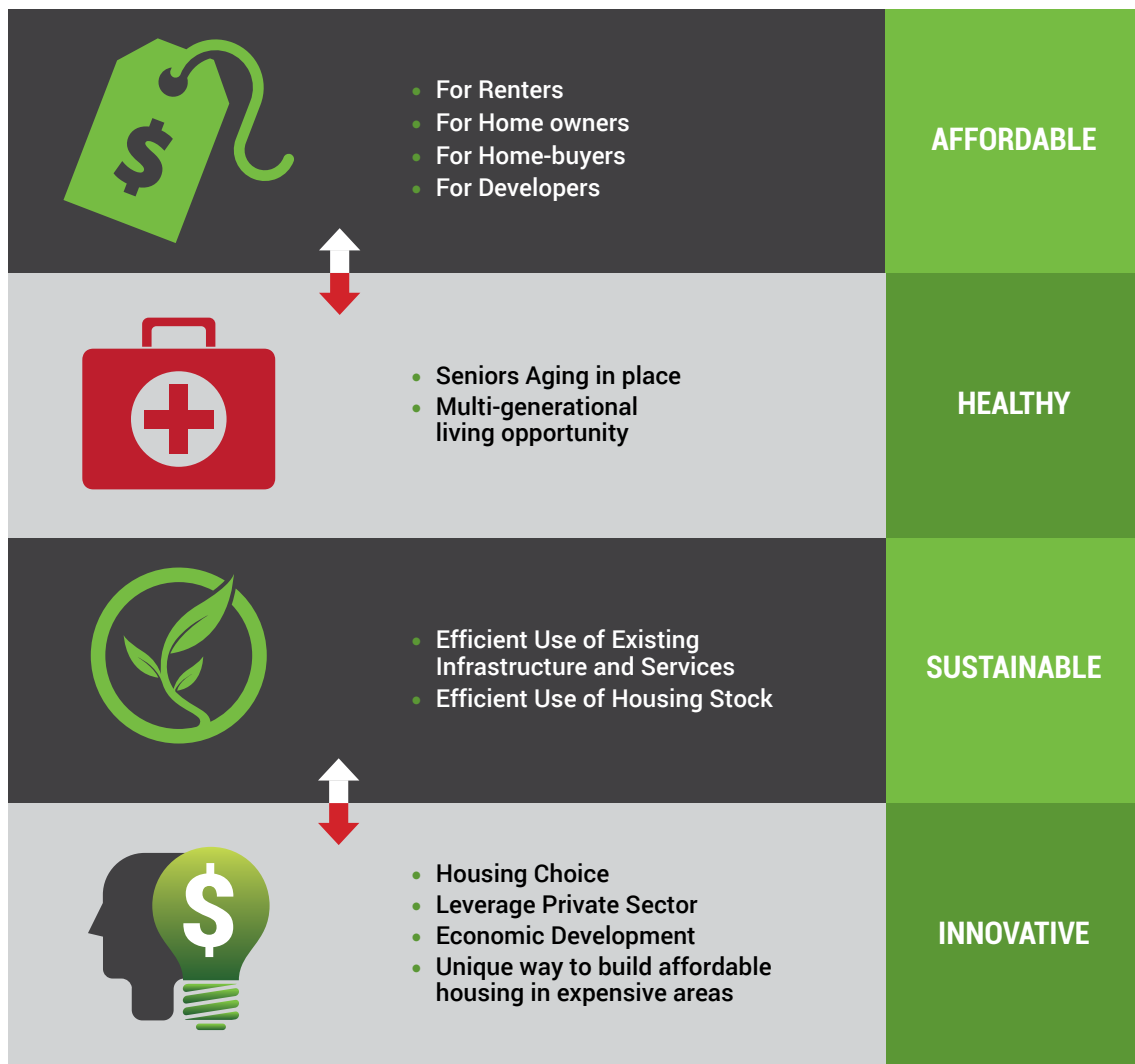 $
• For Renters
• For Home owners
• For Home-buyers
• For Developers
AFFORDABLE
• Seniors Aging in place
• Multi-generational
living opportunity
HEALTHY
• Efficient Use of Existing
Infrastructure and Services
• Efficient Use of Housing Stock
SUSTAINABLE
$
• Housing Choice
• Leverage Private Sector
• Economic Development
• Unique way to build affordable
housing in expensive areas
INNOVATIVE